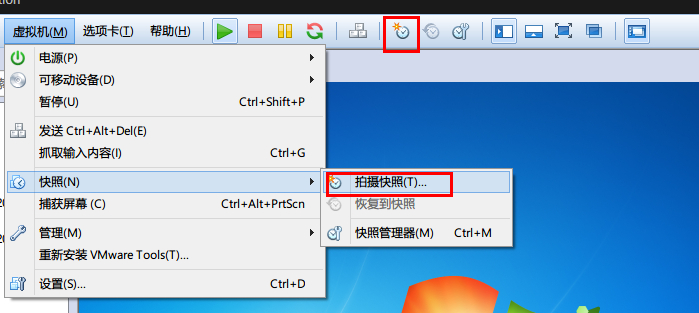 tion
虚拟机(M) 选项卡(T) 帮助(H)
电源(P)
可移动设备(D)
暂停(U) Ctrl+Shift+P
发送 Ctrl+Alt+Del(E)
抓取输入内容(I) Ctrl+G
快照(N)
拍摄快照(T)...
捕获屏幕 (C) Ctrl+Alt+PrtScn
恢复到快照
管理(M)
快照管理器(M) Ctrl+M
重新安装 VMware Tools(T)...
设置(S)... Ctrl+D